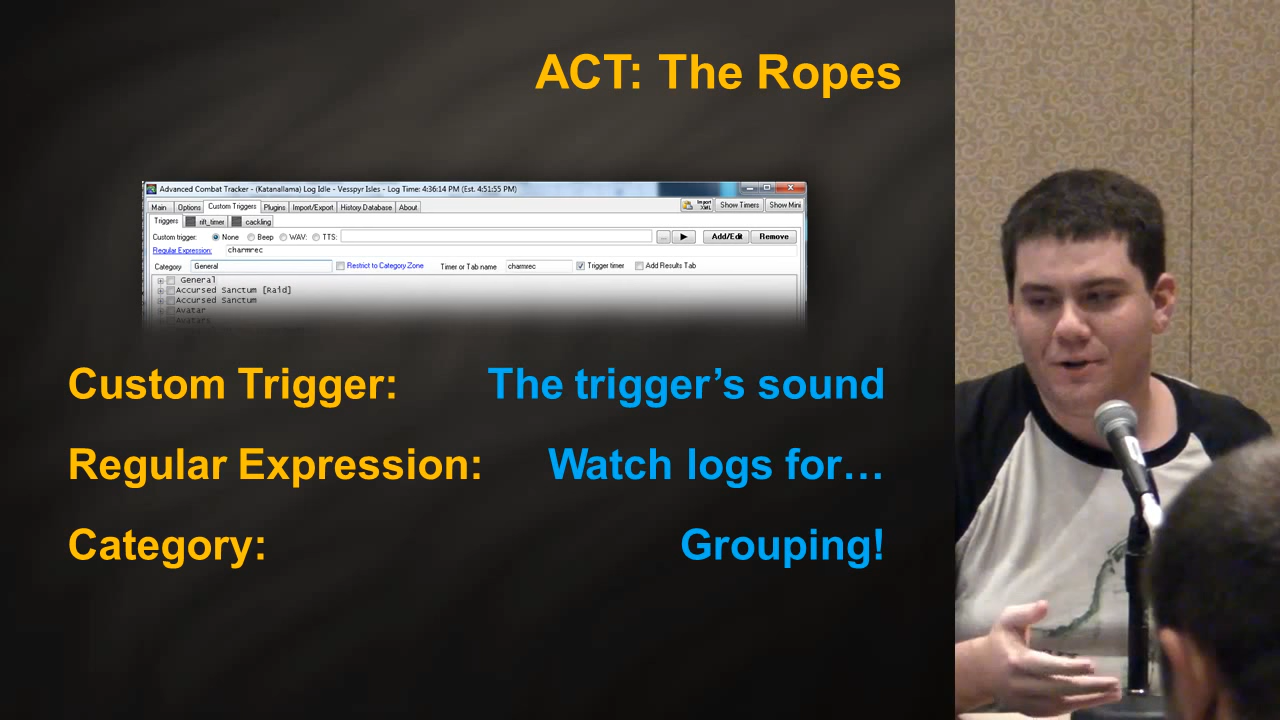 ACT: The Ropes
Advanced Combat Tracker - (Katanallama) Log Idle - Vesspyr Isles - Log Time: 4:36:14 PM (Est. 4:51:55 PM)
Main Options Custom Triggers Plugins Import/Export History Database About Import XML Show Timers Show Mini
Triggers rift_timer cackling
Custom trigger: None Beep WAV: TTS: ... Add/Edit Remove
Regular Expression: charmrec
Category General Restrict to Category Zone Timer or Tab name charmrec Trigger timer Add Results Tab
General
Accursed Sanctum [Raid]
Accursed Sanctum
Avatar
Avatars
Custom Trigger: The trigger’s sound
Regular Expression: Watch logs for…
Category: Grouping!